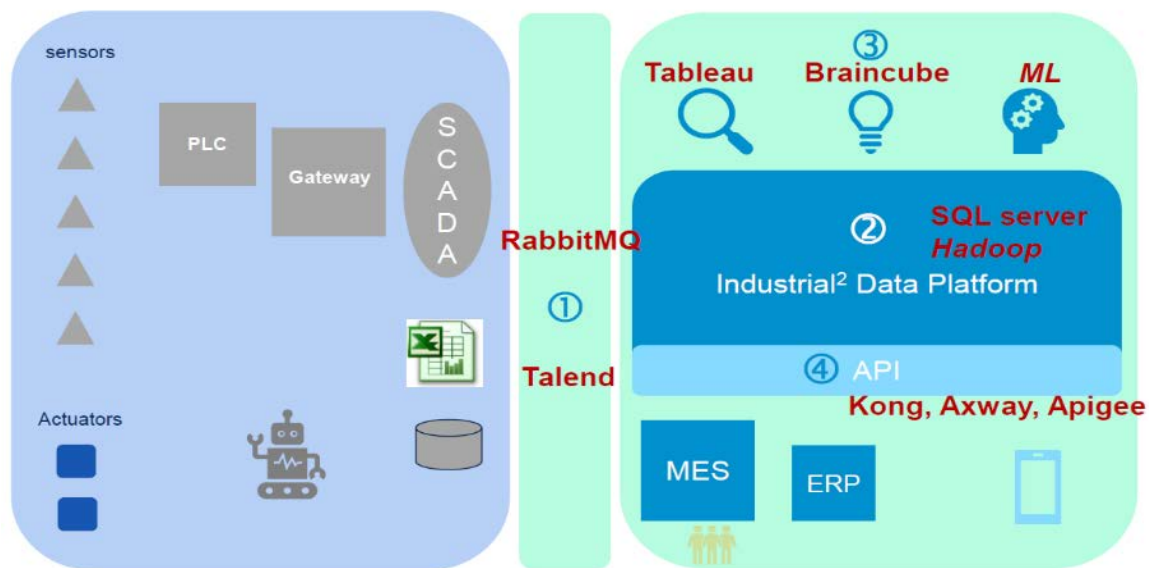 sensors
PLC
Gateway
S
C
A
D
A
Actuators
RabbitMQ
①
Talend
③
Tableau
Braincube
ML
②
SQL server
Hadoop
Industrial² Data Platform
④ API
Kong, Axway, Apigee
MES
ERP